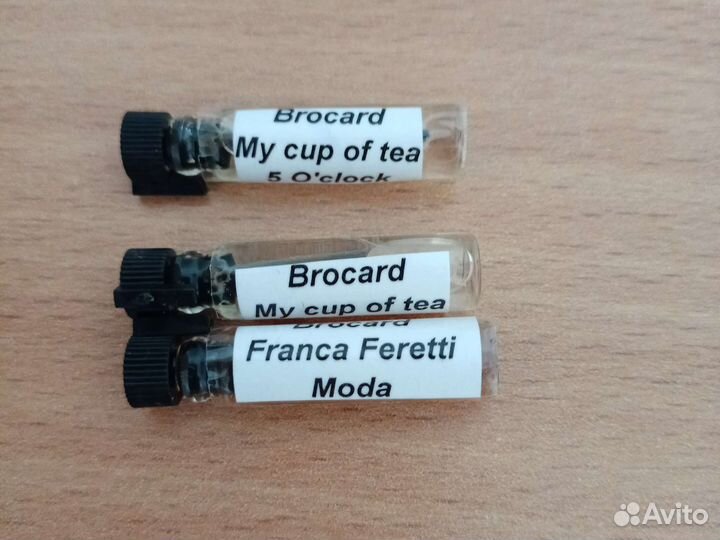 Brocard
My cup of tea
5 O'clock
Brocard
My cup of tea
Brocard
Franca Feretti
Moda
Avito